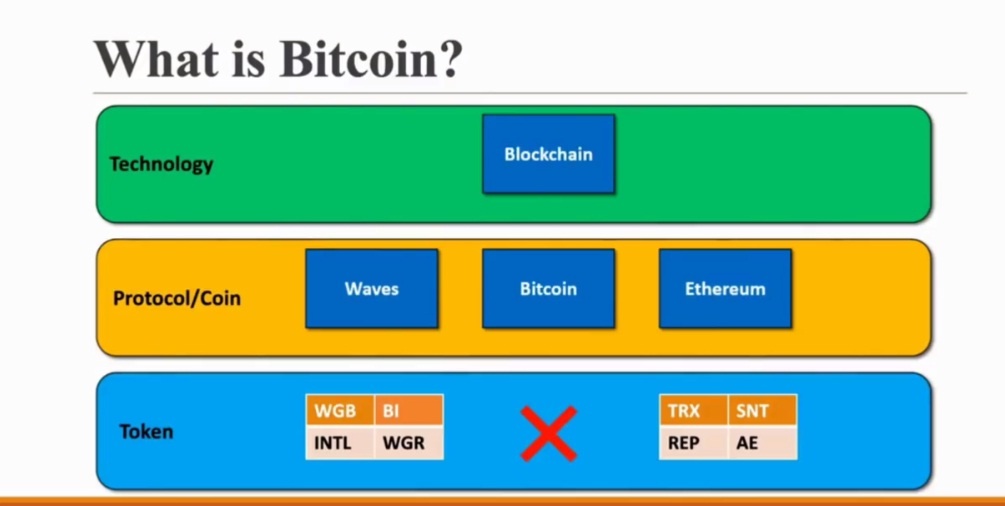 What is Bitcoin?
Technology
Blockchain
Protocol/Coin
Waves
Bitcoin
Ethereum
Token
WGB BI
INTL WGR
TRX SNT
REP AE